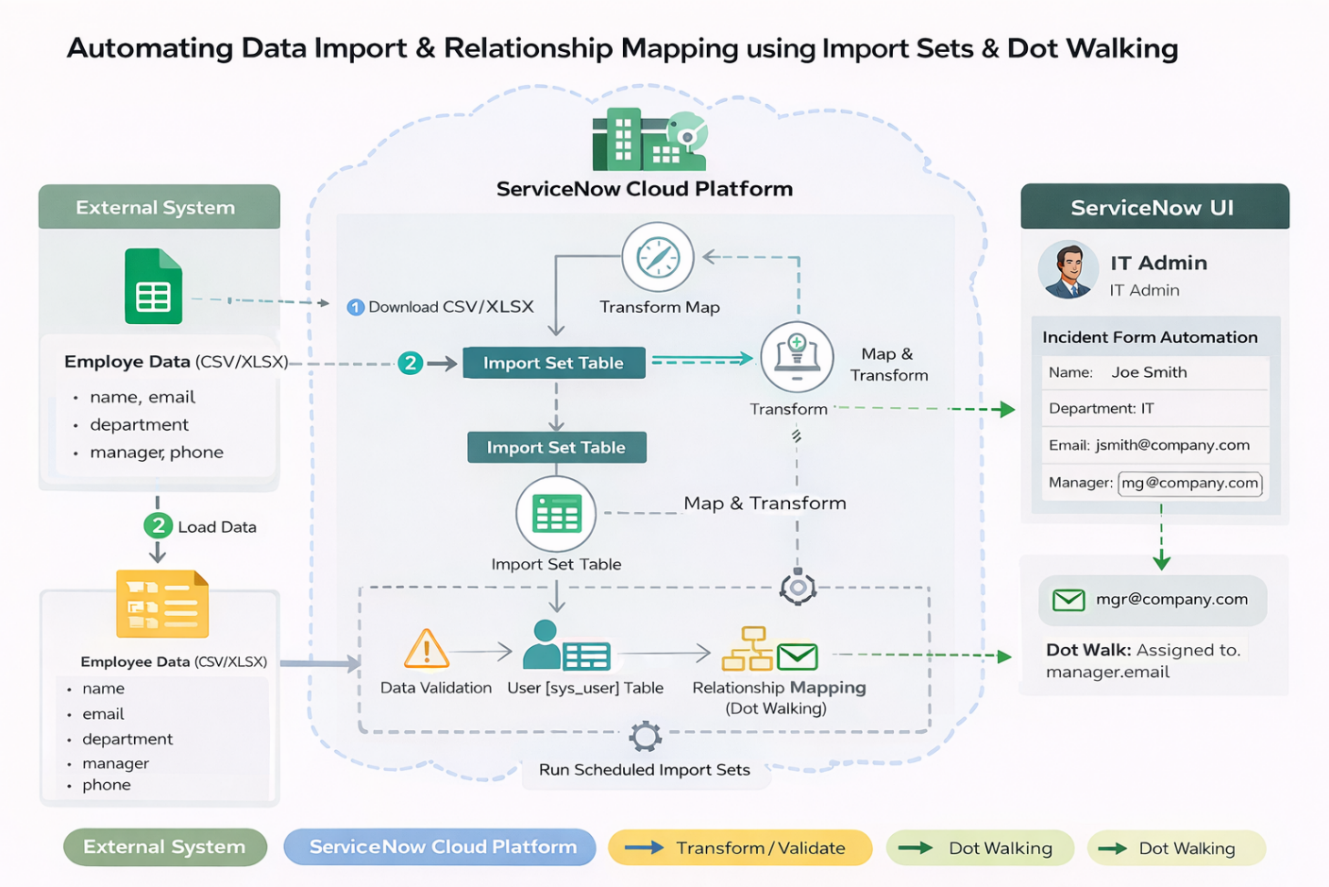 Automating Data Import & Relationship Mapping using Import Sets & Dot Walking
ServiceNow Cloud Platform
External System
Employe Data (CSV/XLSX)
• name, email
• department
• manager, phone
2 Load Data
Employee Data (CSV/XLSX)
• name
• email
• department
• manager
• phone
Transform Map
1 Download CSV/XLSX
2
Import Set Table
Map &
Transform
Transform
Import Set Table
Map & Transform
Import Set Table
Data Validation
User [sys_user] Table
Relationship Mapping
(Dot Walking)
Run Scheduled Import Sets
ServiceNow UI
IT Admin
IT Admin
Incident Form Automation
Name: Joe Smith
Department: IT
Email: jsmith@company.com
Manager: mg@company.com
mgr@company.com
Dot Walk: Assigned to.
manager.email
External System
ServiceNow Cloud Platform
Transform / Validate
Dot Walking
Dot Walking